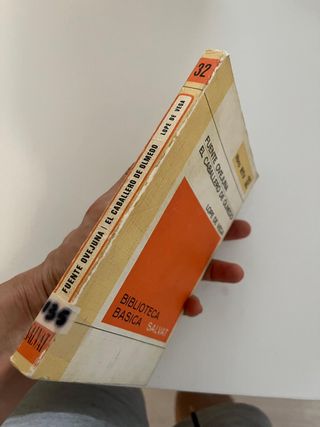 32
FUENTE OVEJUNA / EL CABALLERO DE OLMEDO LOPE DE VEGA
SALVAT
FUENTE OVEJUNA
EL CABALLERO DE OLMEDO
LOPE DE VEGA
BIBLIOTECA
BASICA SALVAT